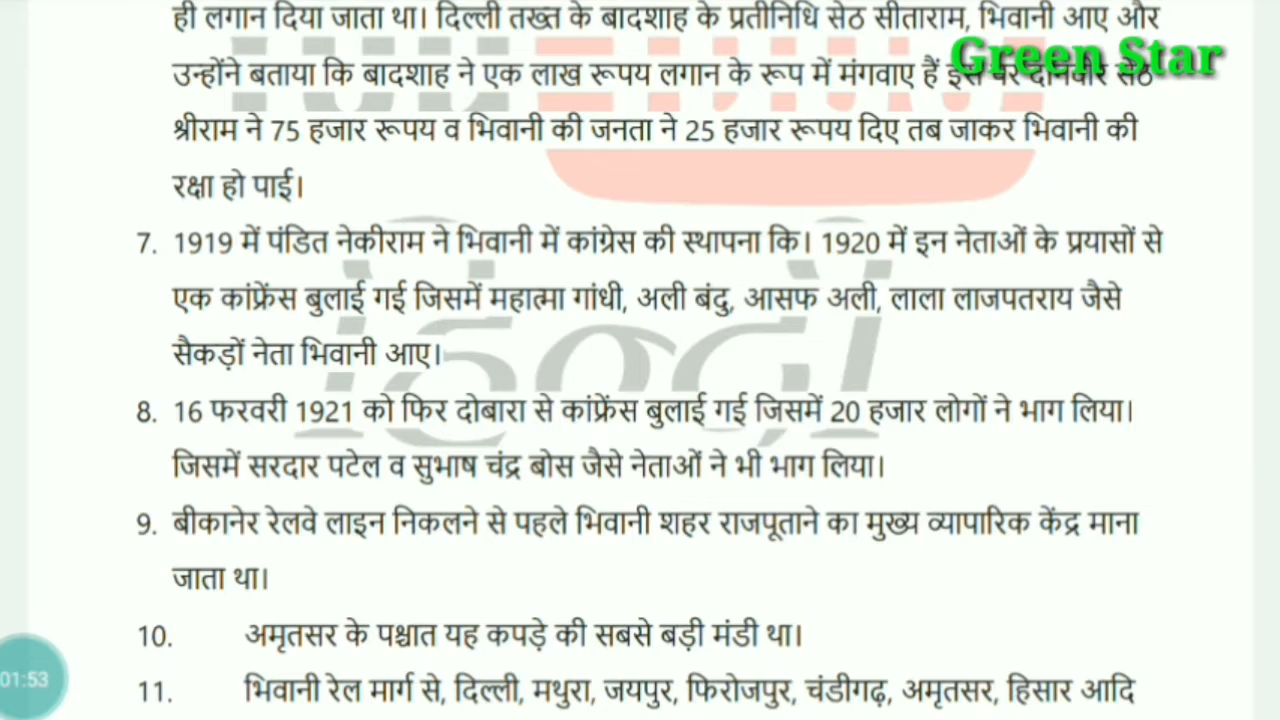 ही लगान दिया जाता था। दिल्ली तख्त के बादशाह के प्रतीनिधि सेठ सीताराम, भिवानी आए और
Green Star
उन्होंने बताया कि बादशाह ने एक लाख रूपय लगान के रूप में मंगवाए हैं इस पर दानवीर सेठ
श्रीराम ने 75 हजार रूपय व भिवानी की जनता ने 25 हजार रूपय दिए तब जाकर भिवानी की
रक्षा हो पाई।
7. 1919 में पंडित नेकीराम ने भिवानी में कांग्रेस की स्थापना कि। 1920 में इन नेताओं के प्रयासों से
एक कांफ्रेंस बुलाई गई जिसमें महात्मा गांधी, अली बंदु, आसफ अली, लाला लाजपतराय जैसे
सैकड़ों नेता भिवानी आए।
8. 16 फरवरी 1921 को फिर दोबारा से कांफ्रेंस बुलाई गई जिसमें 20 हजार लोगों ने भाग लिया।
जिसमें सरदार पटेल व सुभाष चंद्र बोस जैसे नेताओं ने भी भाग लिया।
9. बीकानेर रेलवे लाइन निकलने से पहले भिवानी शहर राजपूताने का मुख्य व्यापारिक केंद्र माना
जाता था।
10. अमृतसर के पश्चात यह कपड़े की सबसे बड़ी मंडी था।
11. भिवानी रेल मार्ग से, दिल्ली, मथुरा, जयपुर, फिरोजपुर, चंडीगढ़, अमृतसर, हिसार आदि
01:53